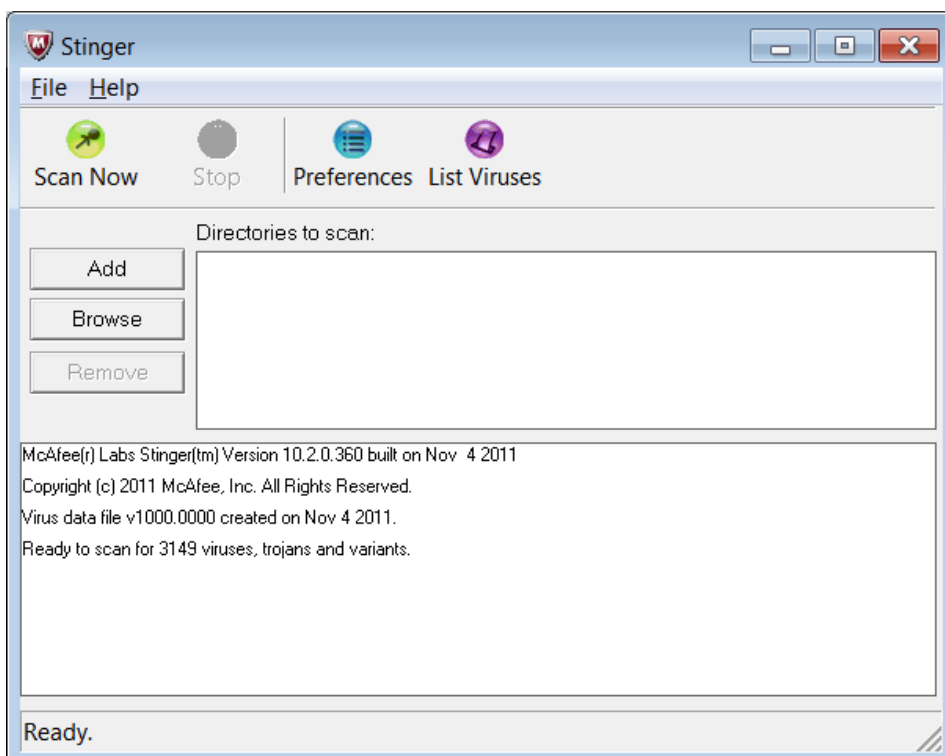 Stinger
File Help
Scan Now Stop Preferences List Viruses
Directories to scan:
Add
Browse
Remove
McAfee(r) Labs Stinger(tm) Version 10.2.0.360 built on Nov  4 2011
Copyright (c) 2011 McAfee, Inc. All Rights Reserved.
Virus data file v1000.0000 created on Nov 4 2011.
Ready to scan for 3149 viruses, trojans and variants.
Ready.